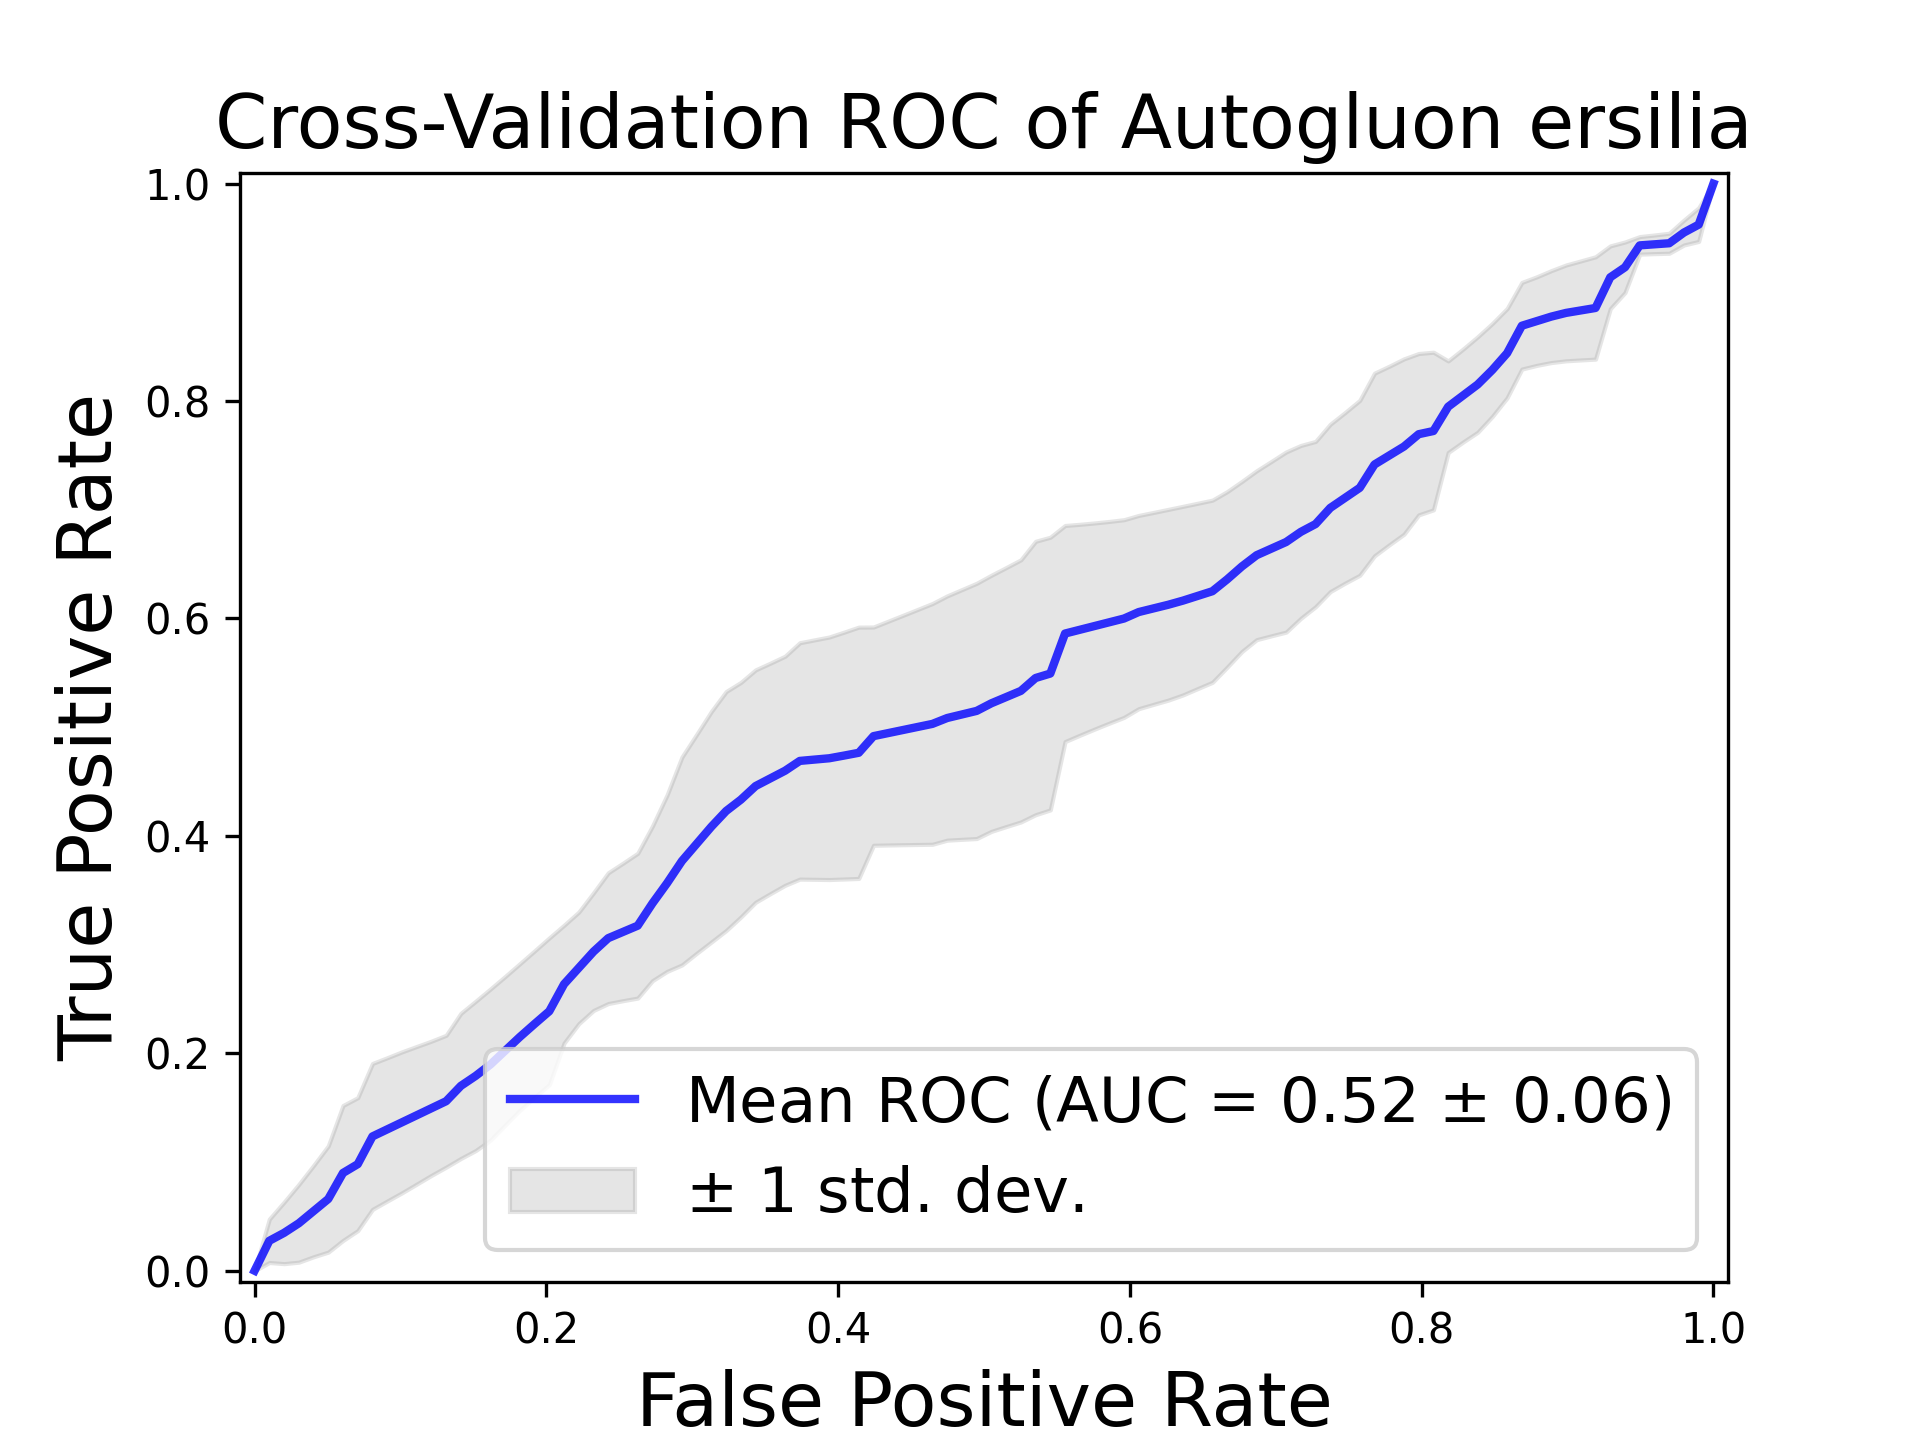 Cross-Validation ROC of Autogluon ersilia
True Positive Rate
1.0
0.8
0.6
0.4
0.2
0.0
Mean ROC (AUC = 0.52 ± 0.06)
± 1 std. dev.
0.0 0.2 0.4 0.6 0.8 1.0
False Positive Rate